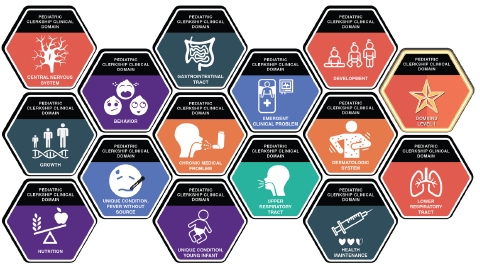 PEDIATRIC
CLERKSHIP CLINICAL
DOMAIN
CENTRAL NERVOUS
SYSTEM
PEDIATRIC
CLERKSHIP CLINICAL
DOMAIN
GASTROINTESTINAL
TRACT
PEDIATRIC
CLERKSHIP CLINICAL
DOMAIN
DEVELOPMENT
PEDIATRIC
CLERKSHIP CLINICAL
DOMAIN
BEHAVIOR
PEDIATRIC
CLERKSHIP CLINICAL
DOMAIN
EMERGENT
CLINICAL PROBLEM
PEDIATRIC
CLERKSHIP CLINICAL
DOMAIN
DOMAINS
LEVEL 1
PEDIATRIC
CLERKSHIP CLINICAL
DOMAIN
GROWTH
PEDIATRIC
CLERKSHIP CLINICAL
DOMAIN
CHRONIC MEDICAL
PROBLEM
PEDIATRIC
CLERKSHIP CLINICAL
DOMAIN
DERMATOLOGIC
SYSTEM
PEDIATRIC
CLERKSHIP CLINICAL
DOMAIN
UNIQUE CONDITION,
FEVER WITHOUT
SOURCE
PEDIATRIC
CLERKSHIP CLINICAL
DOMAIN
UPPER
RESPIRATORY
TRACT
PEDIATRIC
CLERKSHIP CLINICAL
DOMAIN
LOWER
RESPIRATORY
TRACT
PEDIATRIC
CLERKSHIP CLINICAL
DOMAIN
NUTRITION
PEDIATRIC
CLERKSHIP CLINICAL
DOMAIN
UNIQUE CONDITION,
YOUNG INFANT
PEDIATRIC
CLERKSHIP CLINICAL
DOMAIN
HEALTH
MAINTENANCE